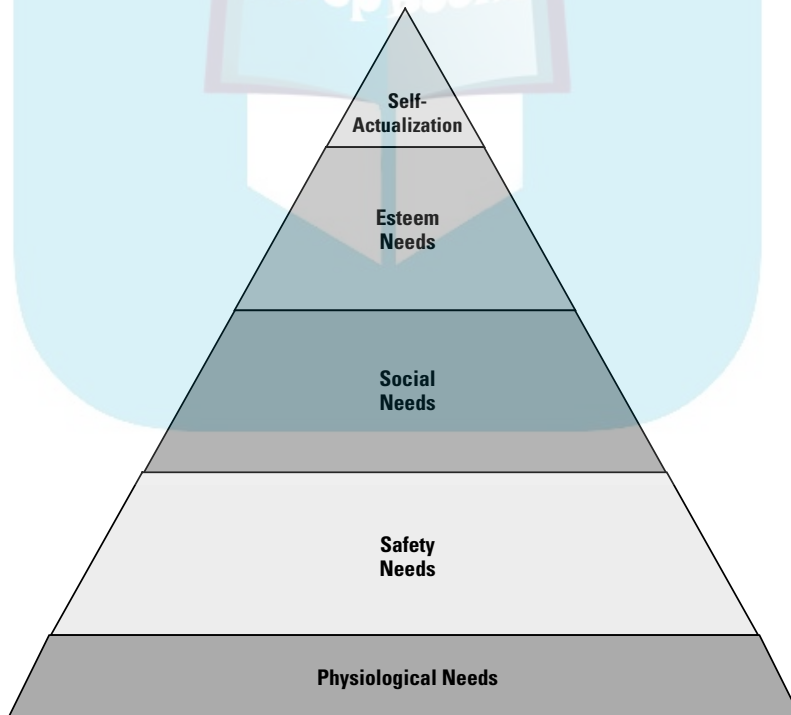 Self-
Actualization
Esteem
Needs
Social
Needs
Safety
Needs
Physiological Needs